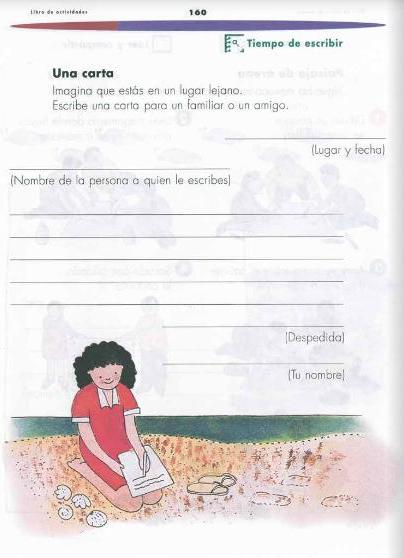 Libro de actividades
160
Tiempo de escribir
Una carta
Imagina que estás en un lugar lejano.
Escribe una carta para un familiar o un amigo.
(Lugar y fecha)
(Nombre de la persona a quien le escribes)
(Despedida)
(Tu nombre)